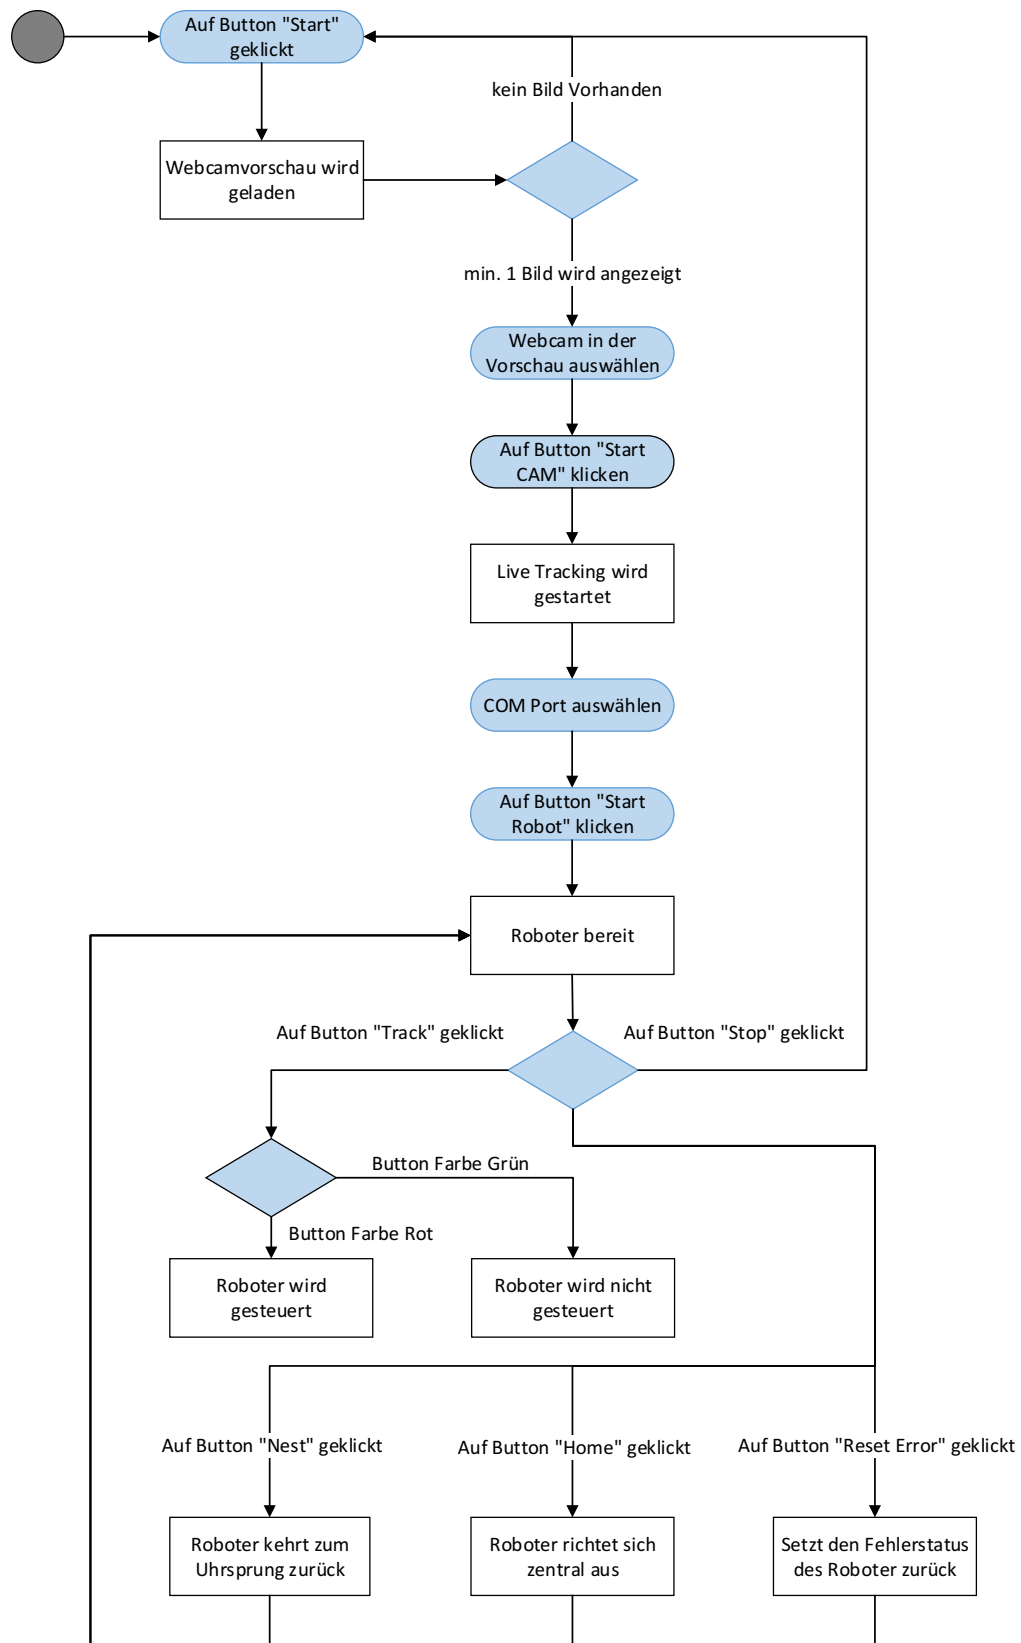 Auf Button "Start"
geklickt
kein Bild Vorhanden
Webcamvorschau wird
geladen
min. 1 Bild wird angezeigt
Webcam in der
Vorschau auswählen
Auf Button "Start
CAM" klicken
Live Tracking wird
gestartet
COM Port auswählen
Auf Button "Start
Robot" klicken
Roboter bereit
Auf Button "Track" geklickt
Auf Button "Stop" geklickt
Button Farbe Grün
Button Farbe Rot
Roboter wird
gesteuert
Roboter wird nicht
gesteuert
Auf Button "Nest" geklickt
Auf Button "Home" geklickt
Auf Button "Reset Error" geklickt
Roboter kehrt zum
Uhrsprung zurück
Roboter richtet sich
zentral aus
Setzt den Fehlerstatus
des Roboter zurück